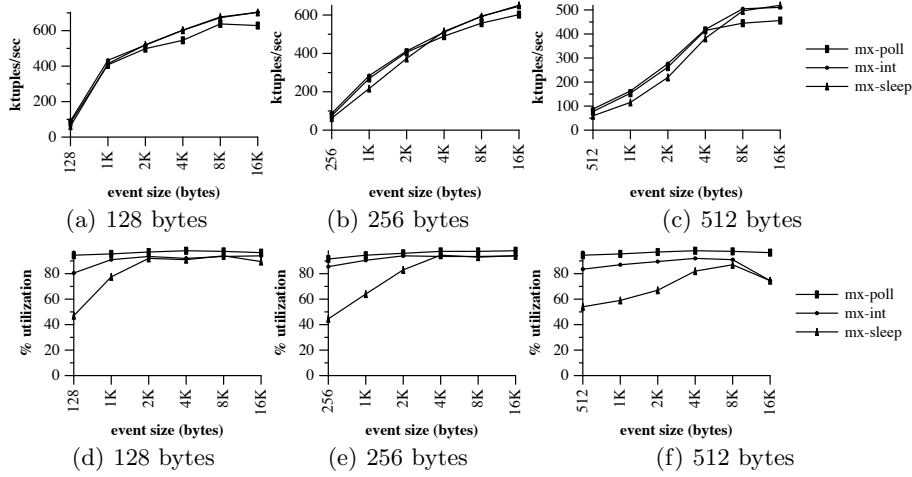 ktuples/sec
600
400
200
0
128
1K
2K
4K
8K
16K
event size (bytes)
(a) 128 bytes
ktuples/sec
600
400
200
0
256
1K
2K
4K
8K
16K
event size (bytes)
(b) 256 bytes
ktuples/sec
500
400
300
200
100
0
512
1K
2K
4K
8K
16K
event size (bytes)
(c) 512 bytes
mx-poll
mx-int
mx-sleep
% utilization
80
60
40
20
0
128
1K
2K
4K
8K
16K
event size (bytes)
(d) 128 bytes
% utilization
80
60
40
20
0
256
1K
2K
4K
8K
16K
event size (bytes)
(e) 256 bytes
% utilization
80
60
40
20
0
512
1K
2K
4K
8K
16K
event size (bytes)
(f) 512 bytes
mx-poll
mx-int
mx-sleep